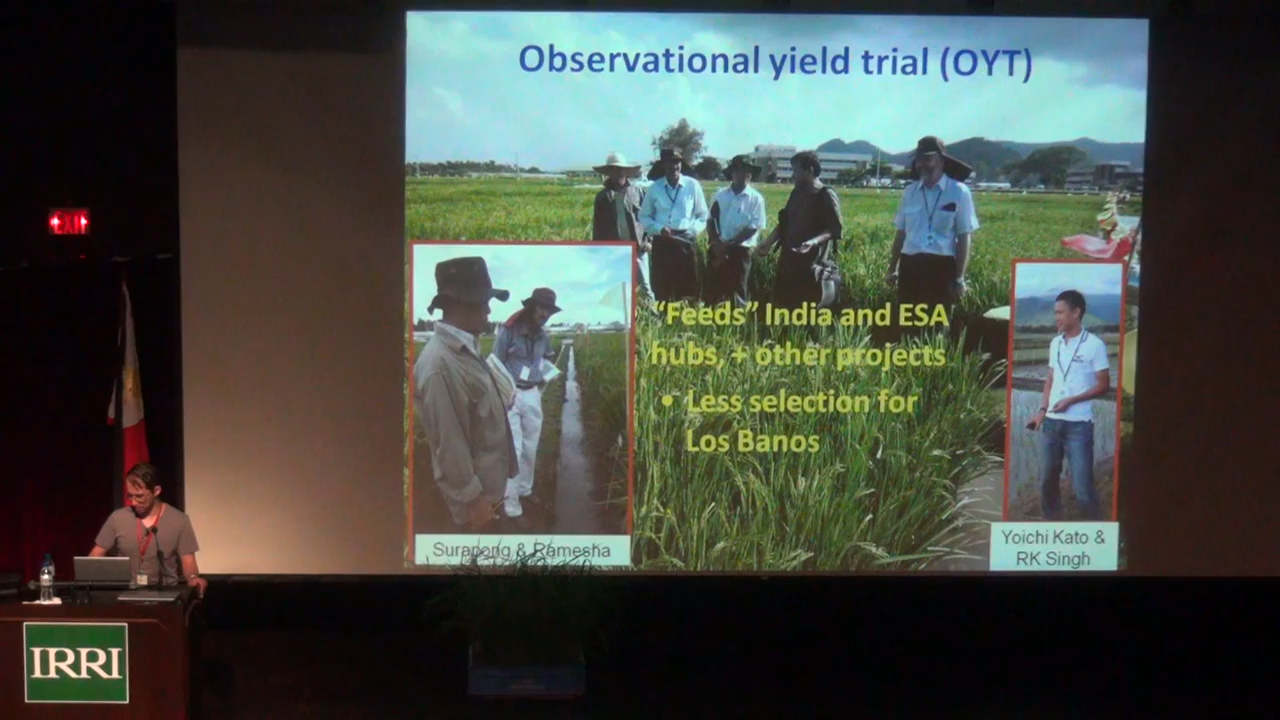 Observational yield trial (OYT)
EXIT
"Feeds" India and ESA
hubs, + other projects
• Less selection for
Los Banos
Surapong & Ramesha
Yoichi Kato &
RK Singh
IRRI